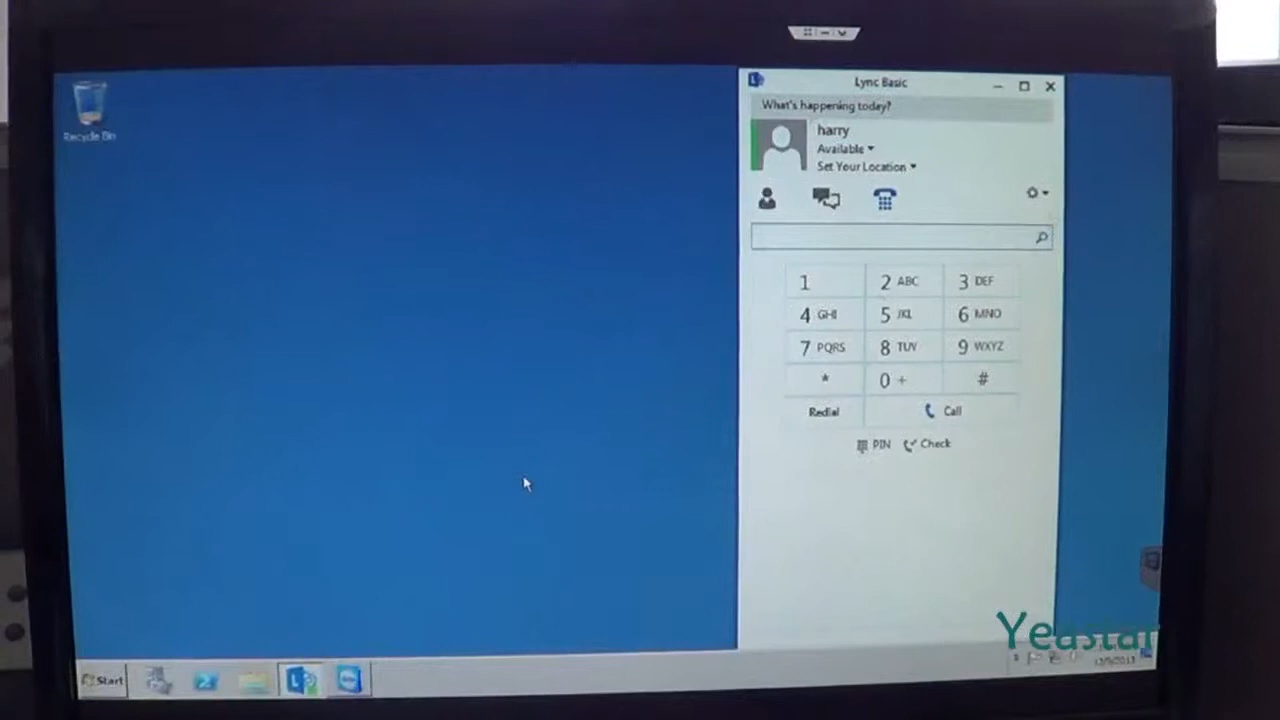 Recycle Bin
Lync Basic
What's happening today?
harry
Available
Set Your Location
1
2 ABC
3 DEF
4 GHI
5 JKL
6 MNO
7 PQRS
8 TUV
9 WXYZ
*
0 +
#
Redial
Call
PIN
Check
Yeastar
Start